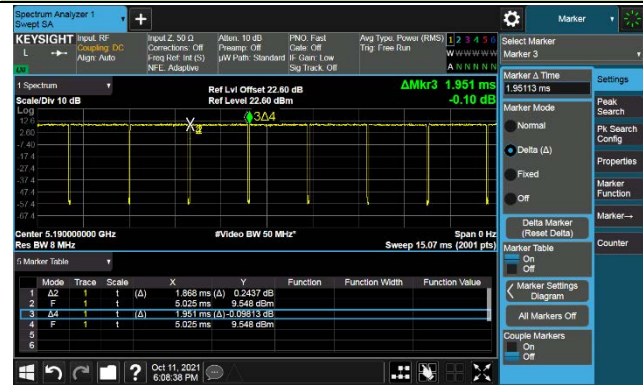 Spectrum Analyzer 1
Swept SA
+
Marker
KEYSIGHT
L
Input: RF
Coupling: DC
Align: Auto
Input Z: 50 Ω
Corrections: Off
Freq Ref: Int (S)
NFE: Adaptive
Atten: 10 dB
Preamp: Off
µW Path: Standard
PNO: Fast
Gate: Off
IF Gain: Low
Sig Track: Off
Avg Type: Power (RMS)
Trig: Free Run
1 2 3 4 5 6
W W W W W W
A N N N N N
Select Marker
Marker 3
1 Spectrum
Scale/Div 10 dB
Log
Ref Lvl Offset 22.60 dB
Ref Level 22.60 dBm
ΔMkr3 1.951 ms
-0.10 dB
12.6
2.60
-7.40
-17.4
-27.4
-37.4
-47.4
-57.4
-67.4
3Δ4
Center 5.190000000 GHz
Res BW 8 MHz
#Video BW 50 MHz*
Span 0 Hz
Sweep 15.07 ms (2001 pts)
5 Marker Table
Mode Trace Scale X Y Function Function Width Function Value
1 Δ2 1 t (Δ) 1.868 ms (Δ) 0.2437 dB
2 F 1 t 5.025 ms 9.548 dBm
3 Δ4 1 t (Δ) 1.951 ms (Δ) -0.09813 dB
4 F 1 t 5.025 ms 9.548 dBm
5
6
Marker Δ Time
1.95113 ms
Marker Mode
Normal
Delta (Δ)
Fixed
Off
Delta Marker
(Reset Delta)
Marker Table
On
Off
Marker Settings
Diagram
All Markers Off
Couple Markers
On
Off
Settings
Peak
Search
Pk Search
Config
Properties
Marker
Function
Marker→
Counter
?
Oct 11, 2021
6:08:38 PM